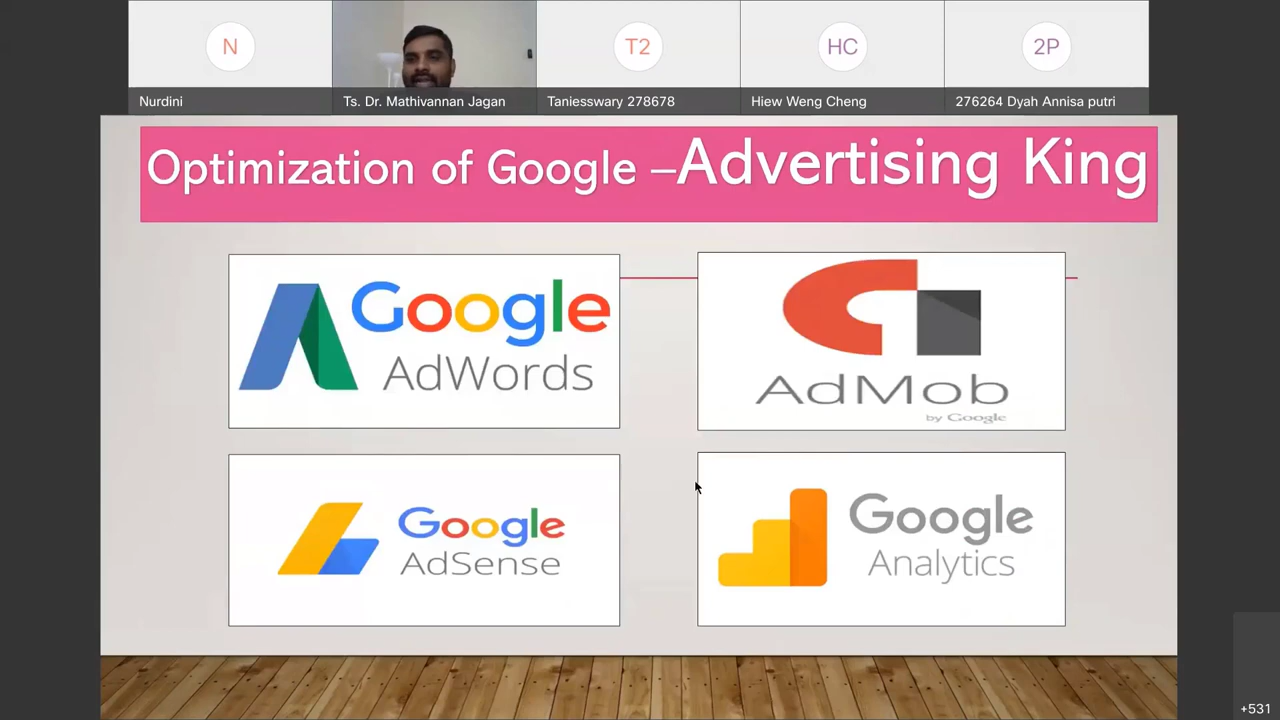 N
T2
HC
2P
Nurdini
Ts. Dr. Mathivannan Jagan
Taniesswary 278678
Hiew Weng Cheng
276264 Dyah Annisa putri
Optimization of Google –Advertising King
Google
AdWords
AdMob
by Google
Google
AdSense
Google
Analytics
+531